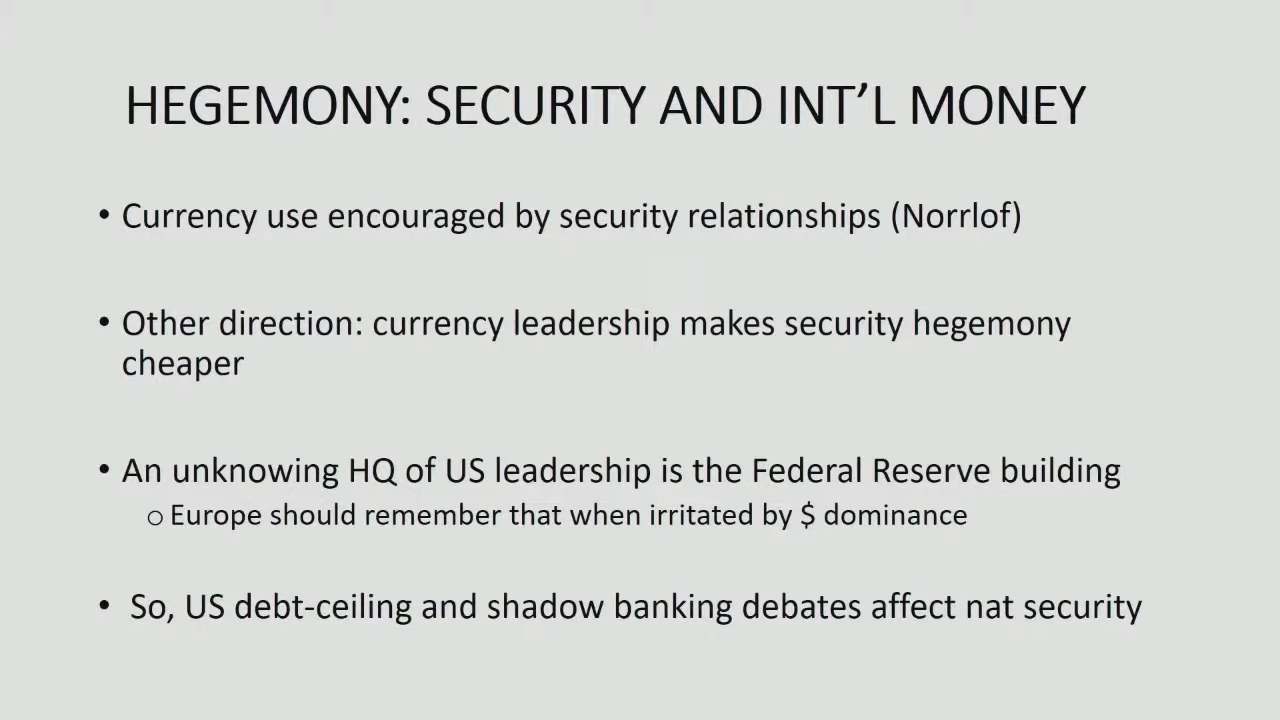 HEGEMONY: SECURITY AND INT’L MONEY
• Currency use encouraged by security relationships (Norrlof)
• Other direction: currency leadership makes security hegemony
cheaper
• An unknowing HQ of US leadership is the Federal Reserve building
o Europe should remember that when irritated by $ dominance
• So, US debt-ceiling and shadow banking debates affect nat security